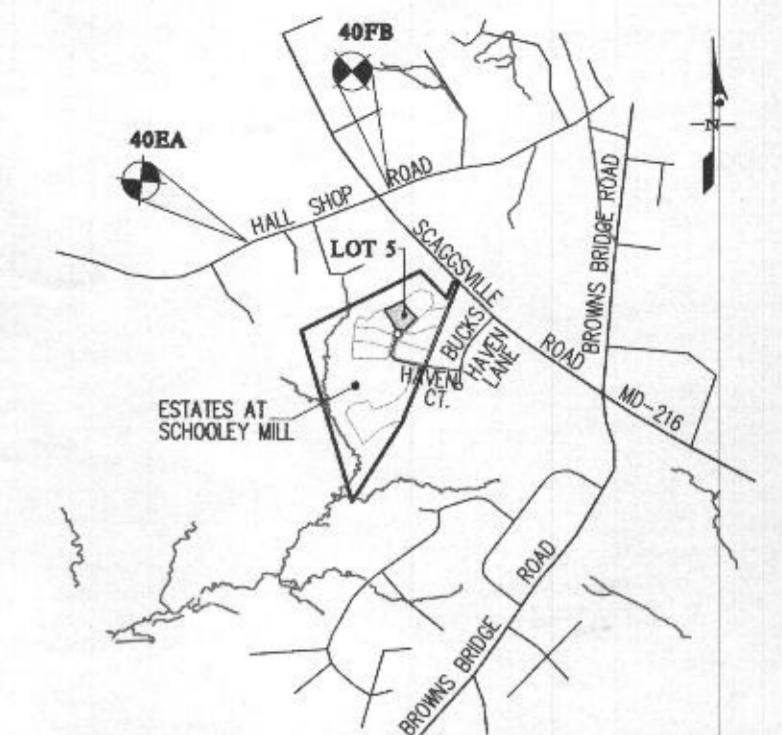 40FB
40EA
N
HALL SHOP ROAD
LOT 5
SCAGGSVILLE ROAD
BROWNS BRIDGE ROAD
BUCKS HAVEN LANE
HAVEN CT.
MD-216
ESTATES AT
SCHOOLEY MILL
BROWNS BRIDGE ROAD